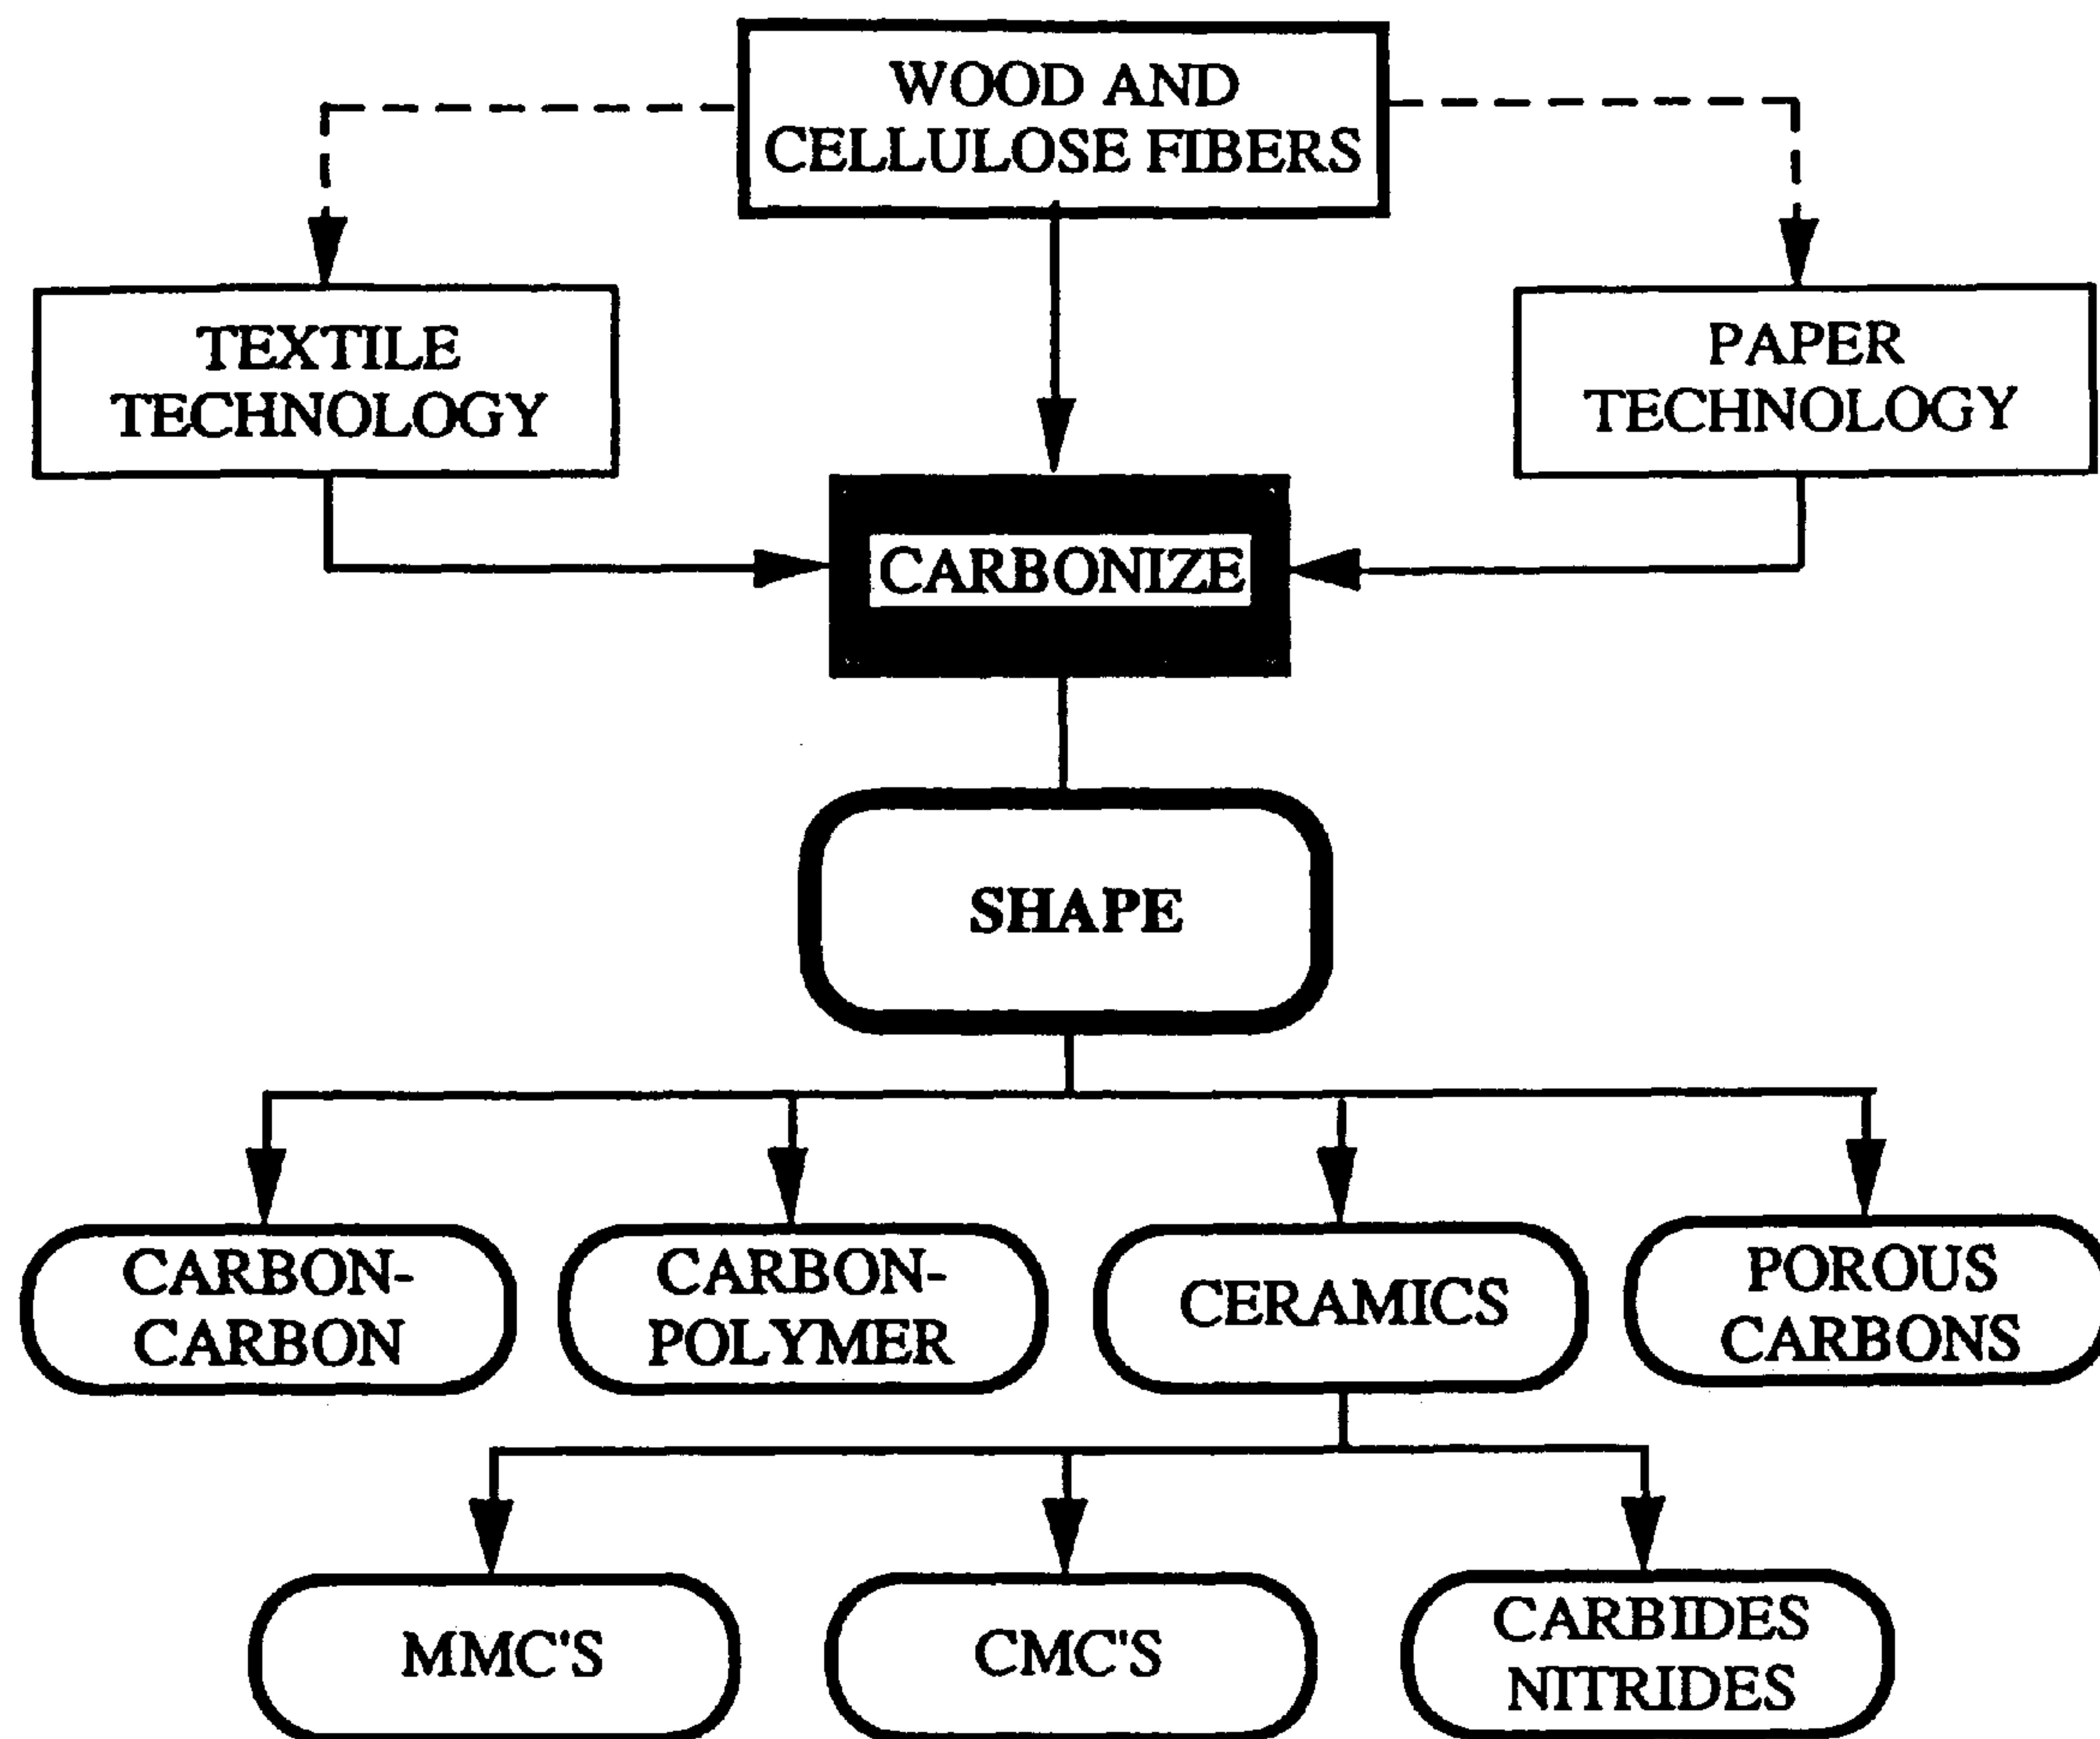 WOOD AND
CELLULOSE FIBERS
TEXTILE
TECHNOLOGY
PAPER
TECHNOLOGY
CARBONIZE
SHAPE
CARBON-
CARBON
CARBON-
POLYMER
CERAMICS
POROUS
CARBONS
MMC'S
CMC'S
CARBIDES
NITRIDES